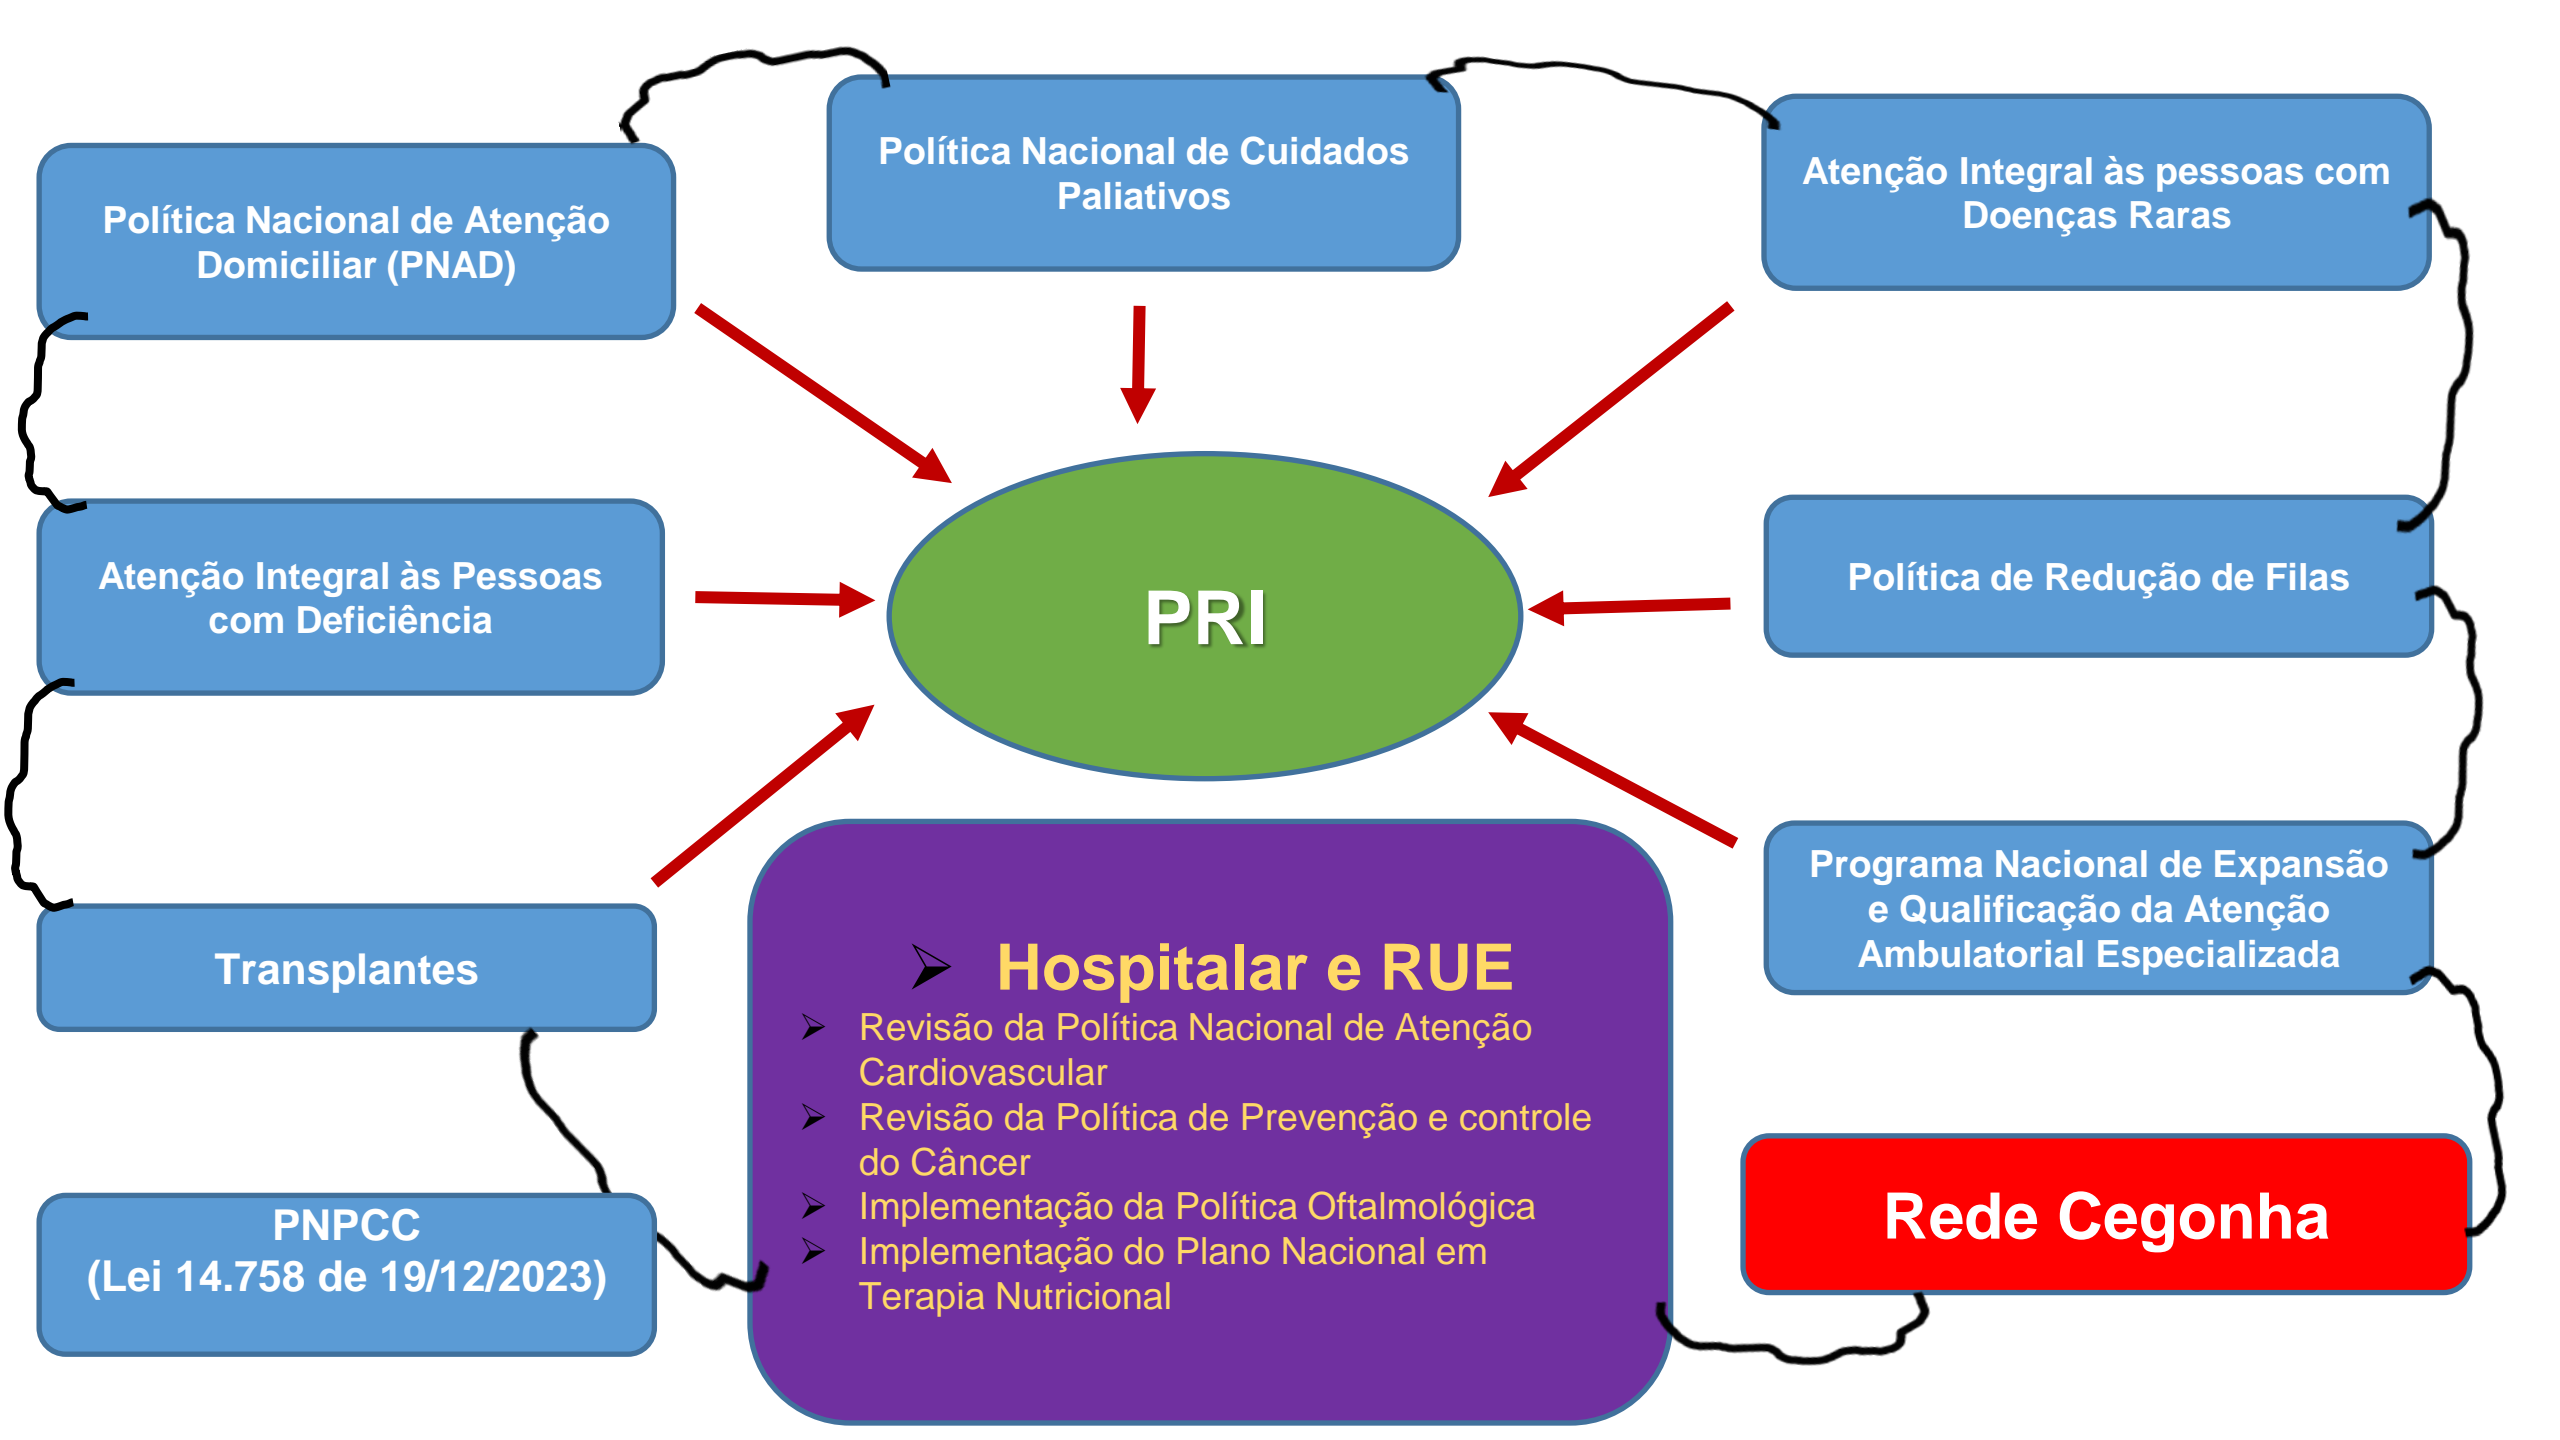 Política Nacional de Cuidados
Paliativos
Atenção Integral às pessoas com
Doenças Raras
Política Nacional de Atenção
Domiciliar (PNAD)
Atenção Integral às Pessoas
com Deficiência
PRI
Política de Redução de Filas
Transplantes
Programa Nacional de Expansão
e Qualificação da Atenção
Ambulatorial Especializada
PNPCC
(Lei 14.758 de 19/12/2023)
Hospitalar e RUE
Revisão da Política Nacional de Atenção
Cardiovascular
Revisão da Política de Prevenção e controle
do Câncer
Implementação da Política Oftalmológica
Implementação do Plano Nacional em
Terapia Nutricional
Rede Cegonha